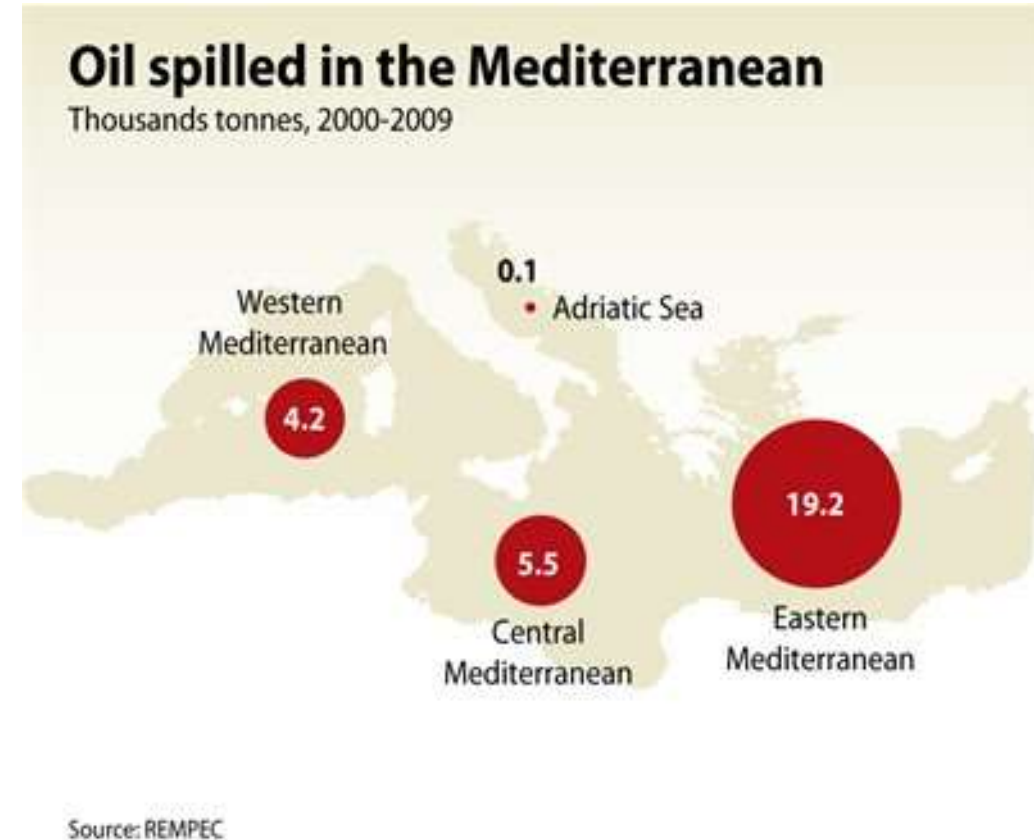 Oil spilled in the Mediterranean
Thousands tonnes, 2000-2009
0.1
Adriatic Sea
Western
Mediterranean
4.2
19.2
5.5
Central
Mediterranean
Eastern
Mediterranean
Source: REMPEC